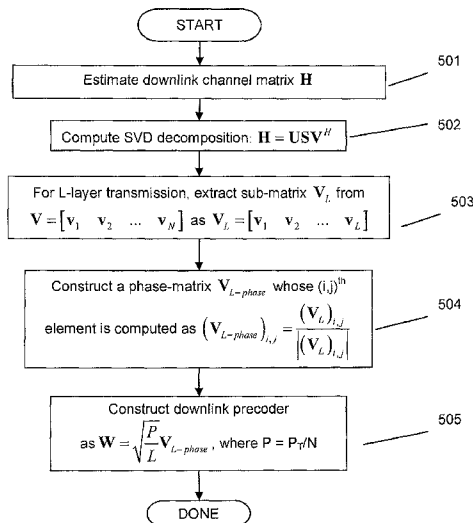 START
501
Estimate downlink channel matrix H
502
Compute SVD decomposition: H = USV^H
For L-layer transmission, extract sub-matrix V_L from
V = [v_1 v_2 ... v_N] as V_L = [v_1 v_2 ... v_L]
503
Construct a phase-matrix V_{L-phase} whose (i,j)^th
element is computed as (V_{L-phase})_{i,j} = (V_L)_{i,j} / |(V_L)_{i,j}|
504
Construct downlink precoder
as W = √(P/L) V_{L-phase}, where P = P_T/N
505
DONE